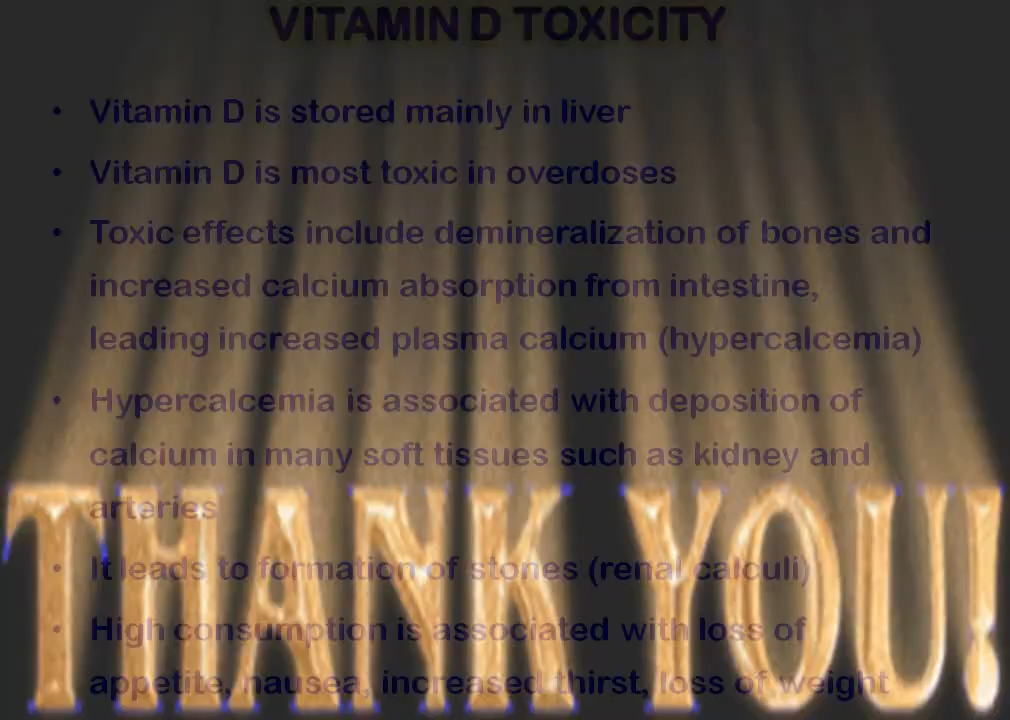 VITAMIN D TOXICITY
• Vitamin D is stored mainly in liver
• Vitamin D is most toxic in overdoses
• Toxic effects include demineralization of bones and
increased calcium absorption from intestine,
leading increased plasma calcium (hypercalcemia)
• Hypercalcemia is associated with deposition of
calcium in many soft tissues such as kidney and
arteries
• It leads to formation of stones (renal calculi)
• High consumption is associated with loss of
appetite, nausea, increased thirst, loss of weight
THANK YOU!